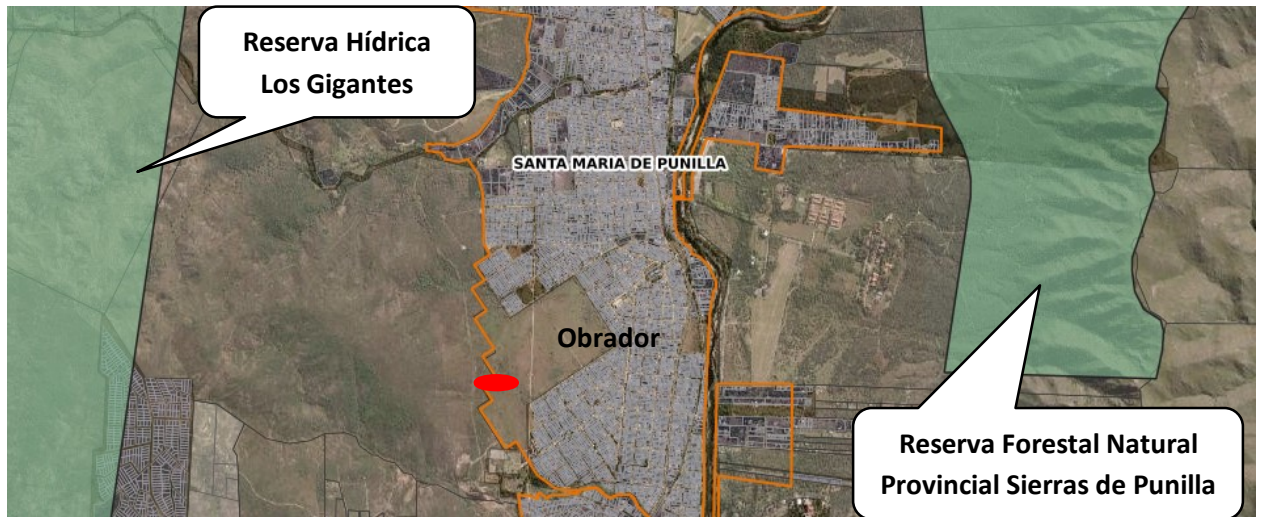 Reserva Hídrica
Los Gigantes
SANTA MARIA DE PUNILLA
Obrador
Reserva Forestal Natural
Provincial Sierras de Punilla